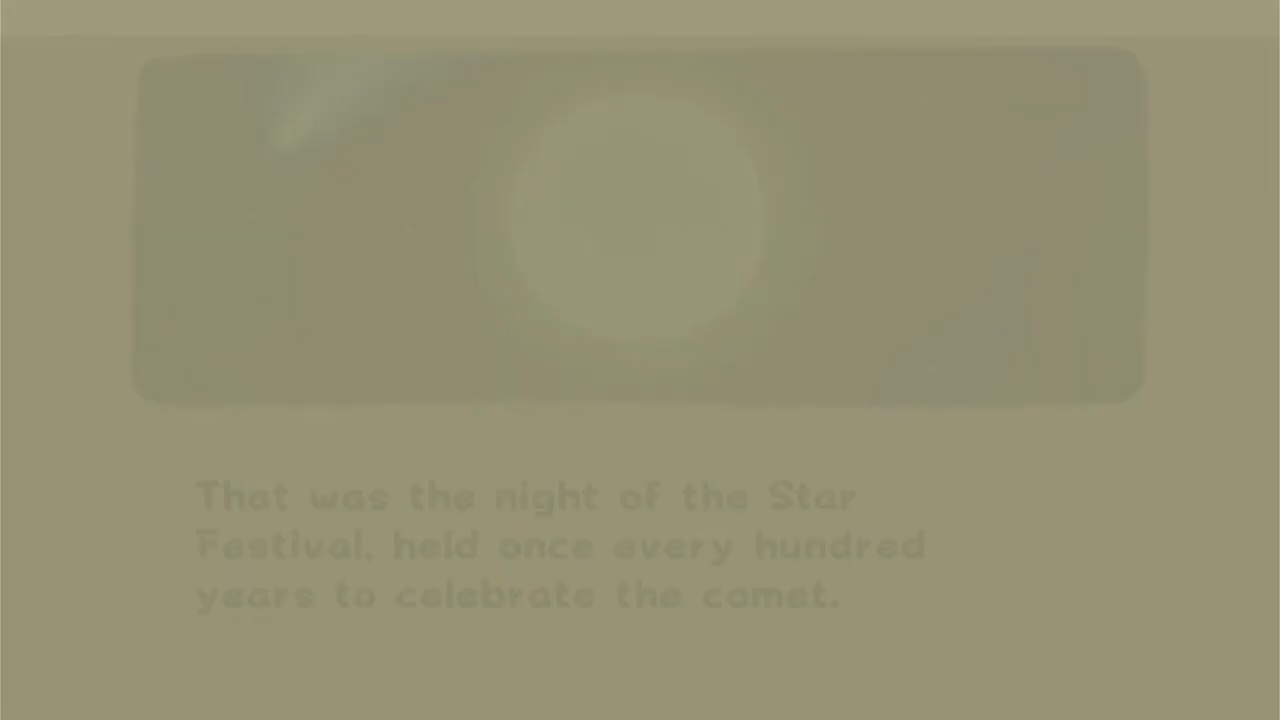 That was the night of the Star
Festival, held once every hundred
years to celebrate the comet.